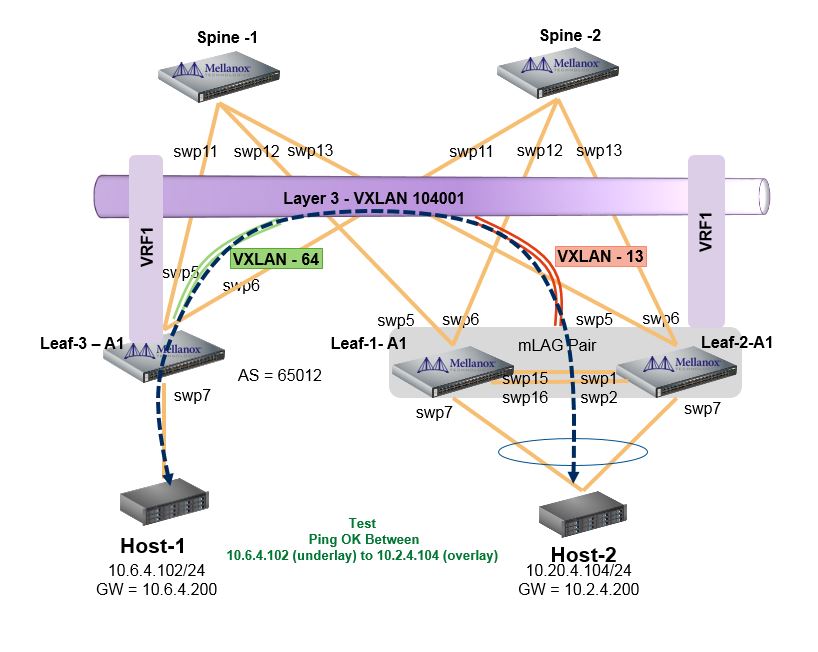 Spine -1
Spine -2
Mellanox
TECHNOLOGIES
Mellanox
TECHNOLOGIES
swp11
swp12
swp13
swp11
swp12
swp13
Layer 3 - VXLAN 104001
VRF1
VRF1
VXLAN - 64
VXLAN - 13
swp5
swp6
swp5
swp6
swp5
swp6
Leaf-3 – A1
Leaf-1- A1
mLAG Pair
Leaf-2-A1
Mellanox
Mellanox
Mellanox
AS = 65012
swp15
swp1
swp16
swp2
swp7
swp7
swp7
Test
Ping OK Between
10.6.4.102 (underlay) to 10.2.4.104 (overlay)
Host-1
10.6.4.102/24
GW = 10.6.4.200
Host-2
10.20.4.104/24
GW = 10.2.4.200